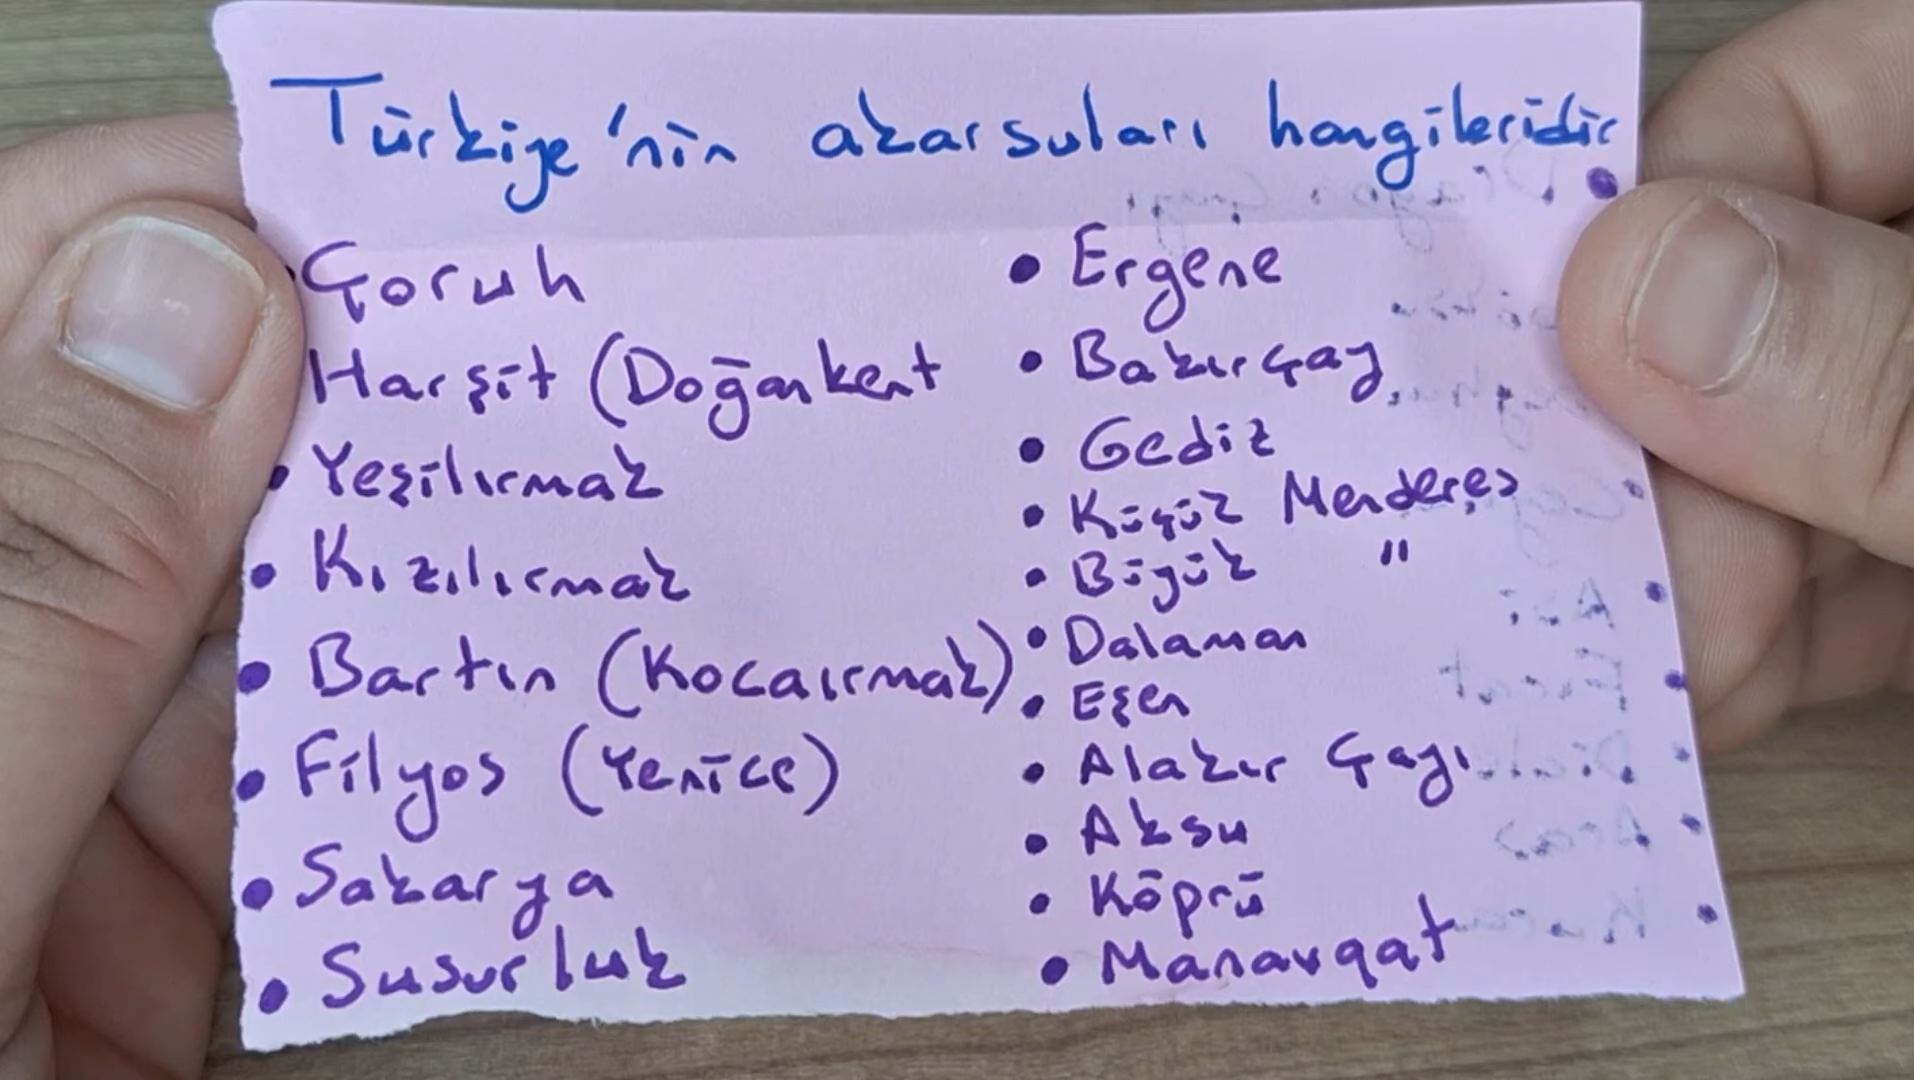 Türkiye'nin akarsuları hangileridir
• Çoruh
Harşit (Doğankent
• Yeşilırmak
• Kızılırmak
• Bartın (Kocaırmak)
• Filyos (Yenice)
• Sakarya
• Susurluk
• Ergene
• Bakırçay
• Gediz
• Küçük Menderes
• Büyük "
• Dalaman
• Eşen
• Alakır Çayı
• Aksu
• Köprü
• Manavgat